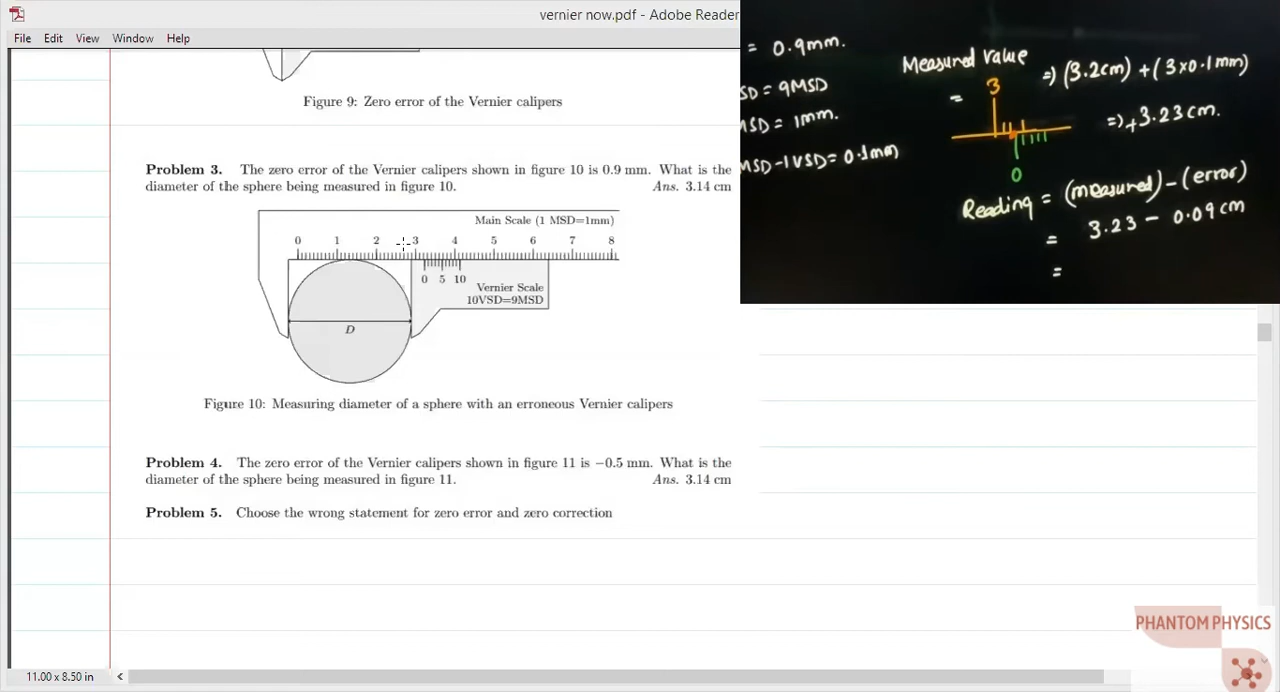 vernier now.pdf - Adobe Reader
File Edit View Window Help
Figure 9: Zero error of the Vernier calipers
Problem 3. The zero error of the Vernier calipers shown in figure 10 is 0.9 mm. What is the
diameter of the sphere being measured in figure 10. Ans. 3.14 cm
Main Scale (1 MSD=1mm)
0 1 2 3 4 5 6 7 8
0 5 10
Vernier Scale
10VSD=9MSD
D
Figure 10: Measuring diameter of a sphere with an erroneous Vernier calipers
Problem 4. The zero error of the Vernier calipers shown in figure 11 is −0.5 mm. What is the
diameter of the sphere being measured in figure 11. Ans. 3.14 cm
Problem 5. Choose the wrong statement for zero error and zero correction
= 0.9mm.
SD = 9MSD
MSD = 1mm.
MSD-1VSD = 0.1mm
Measured value
=
3
0
=) (3.2cm) + (3x0.1mm)
=) +3.23cm.
Reading = (measured) - (error)
= 3.23 - 0.09cm
=
PHANTOM PHYSICS
11.00 x 8.50 in